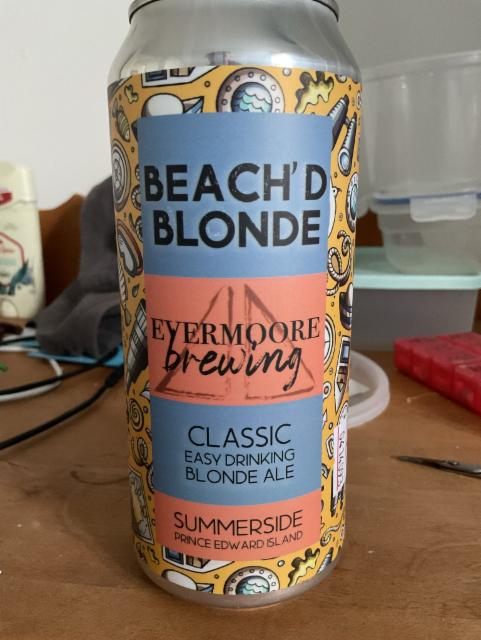 BEACH'D
BLONDE
EVERMOORE
brewing
CLASSIC
EASY DRINKING
BLONDE ALE
SUMMERSIDE
PRINCE EDWARD ISLAND